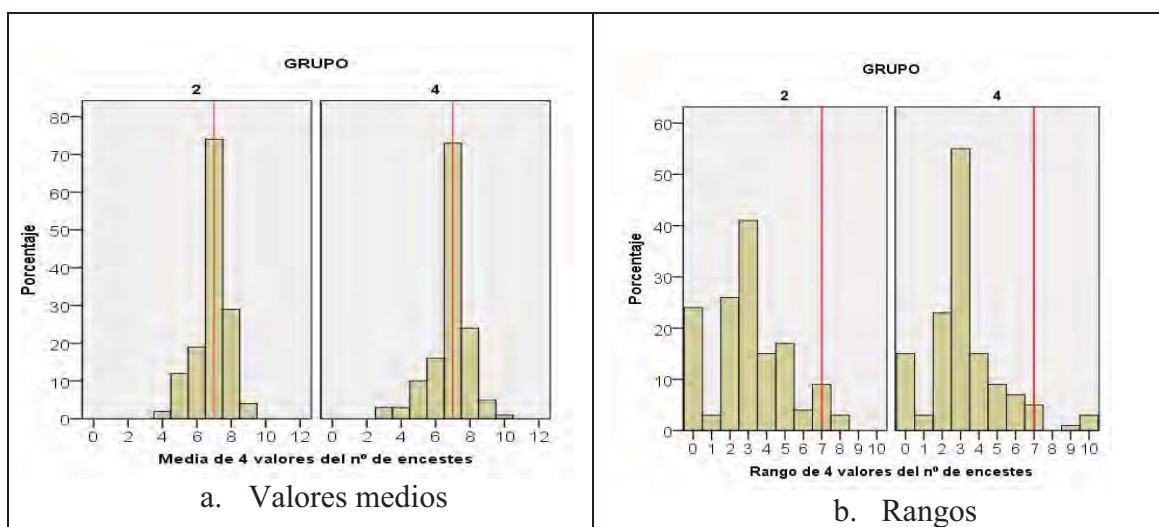 GRUPO
2 4
80
70
60
50
40
30
20
10
0
Porcentaje
0 2 4 6 8 10 12 0 2 4 6 8 10 12
Media de 4 valores del nº de encestes
a. Valores medios
GRUPO
2 4
60
50
40
30
20
10
0
Porcentaje
0 1 2 3 4 5 6 7 8 9 10 0 1 2 3 4 5 6 7 8 9 10
Rango de 4 valores del nº de encestes
b. Rangos